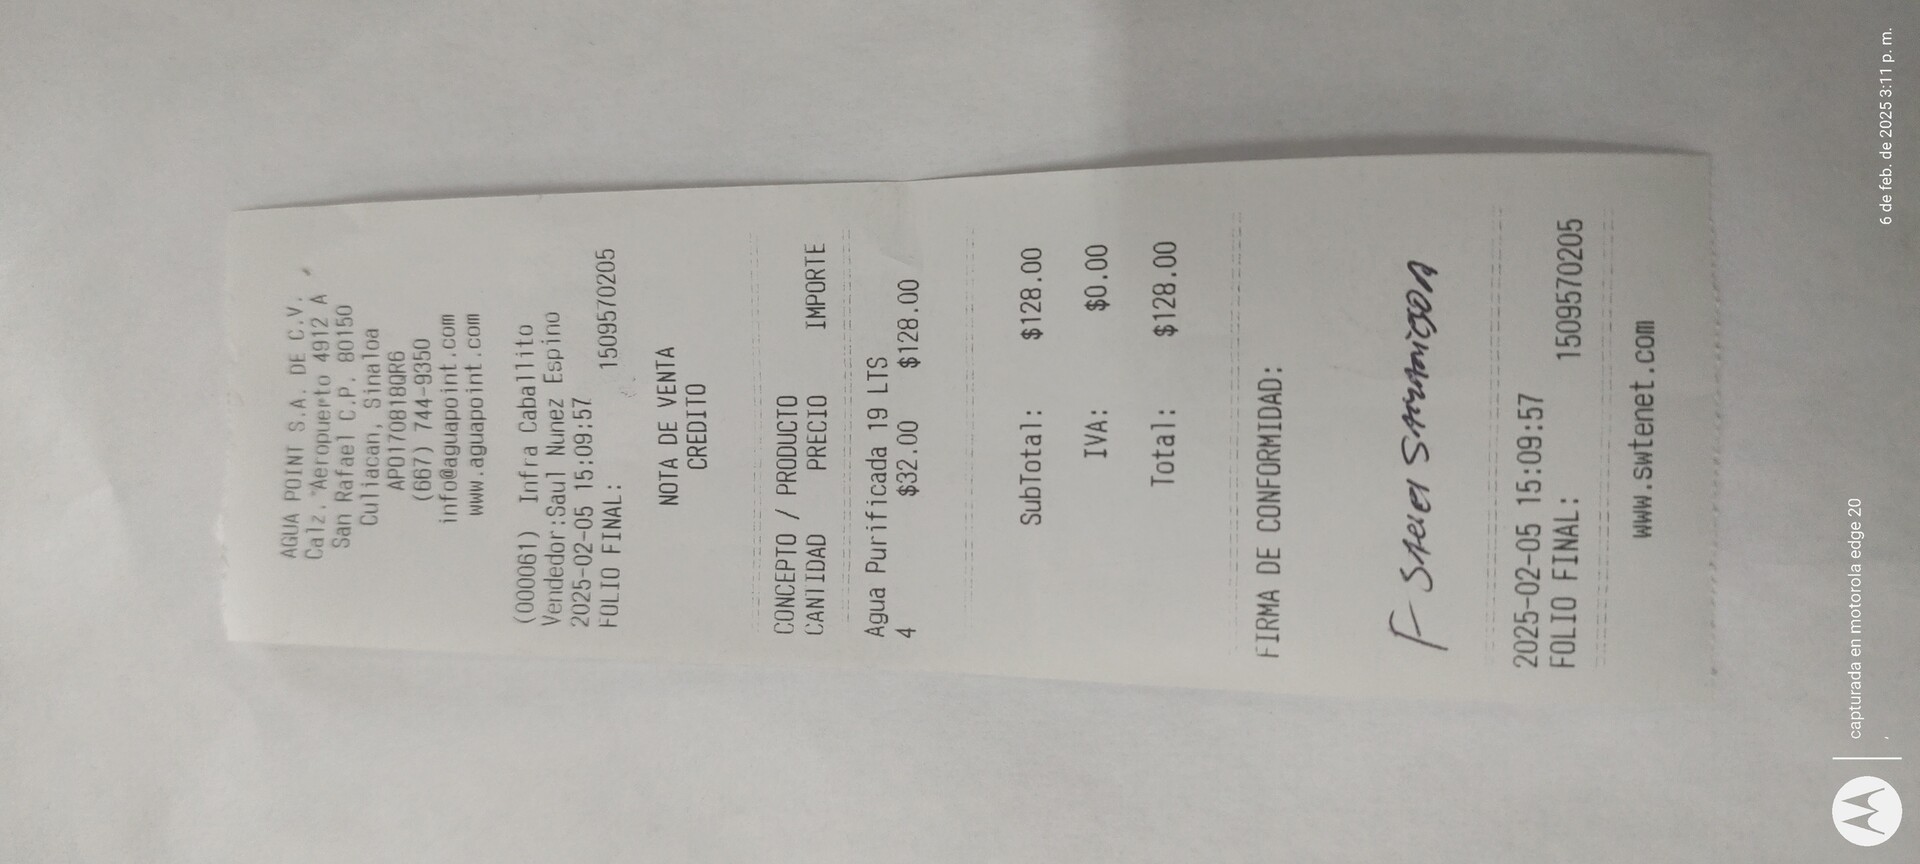 AGUA POINT S.A. DE C.V.
Calz. Aeropuerto 4912 A
San Rafael C.P. 80150
Culiacan, Sinaloa
APO170818QR6
(667) 744-9350
info@aguapoint.com
www.aguapoint.com
(000061) Infra Caballito
Vendedor:Saul Nunez Espino
2025-02-05 15:09:57
FOLIO FINAL: 1509570205
NOTA DE VENTA
CREDITO
CONCEPTO / PRODUCTO
CANTIDAD PRECIO IMPORTE
Agua Purificada 19 LTS
4 $32.00 $128.00
SubTotal: $128.00
IVA: $0.00
Total: $128.00
FIRMA DE CONFORMIDAD:
F
2025-02-05 15:09:57
FOLIO FINAL: 1509570205
www.swtenet.com
capturada en motorola edge 20
6 de feb. de 2025 3:11 p. m.